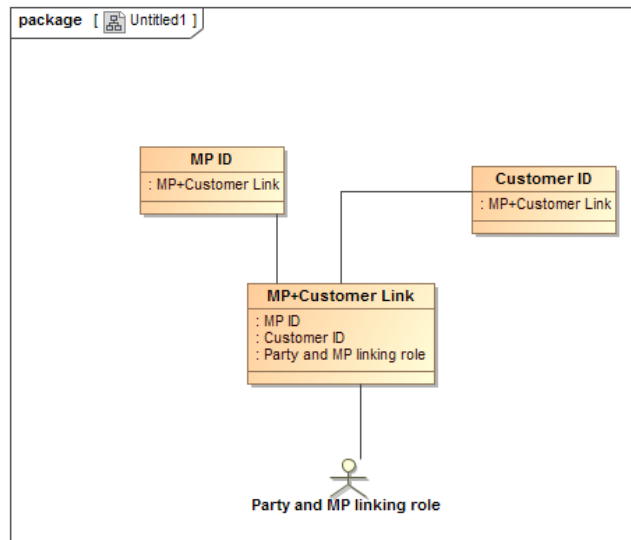 package [ Untitled1 ]
MP ID
: MP+Customer Link
Customer ID
: MP+Customer Link
MP+Customer Link
: MP ID
: Customer ID
: Party and MP linking role
Party and MP linking role